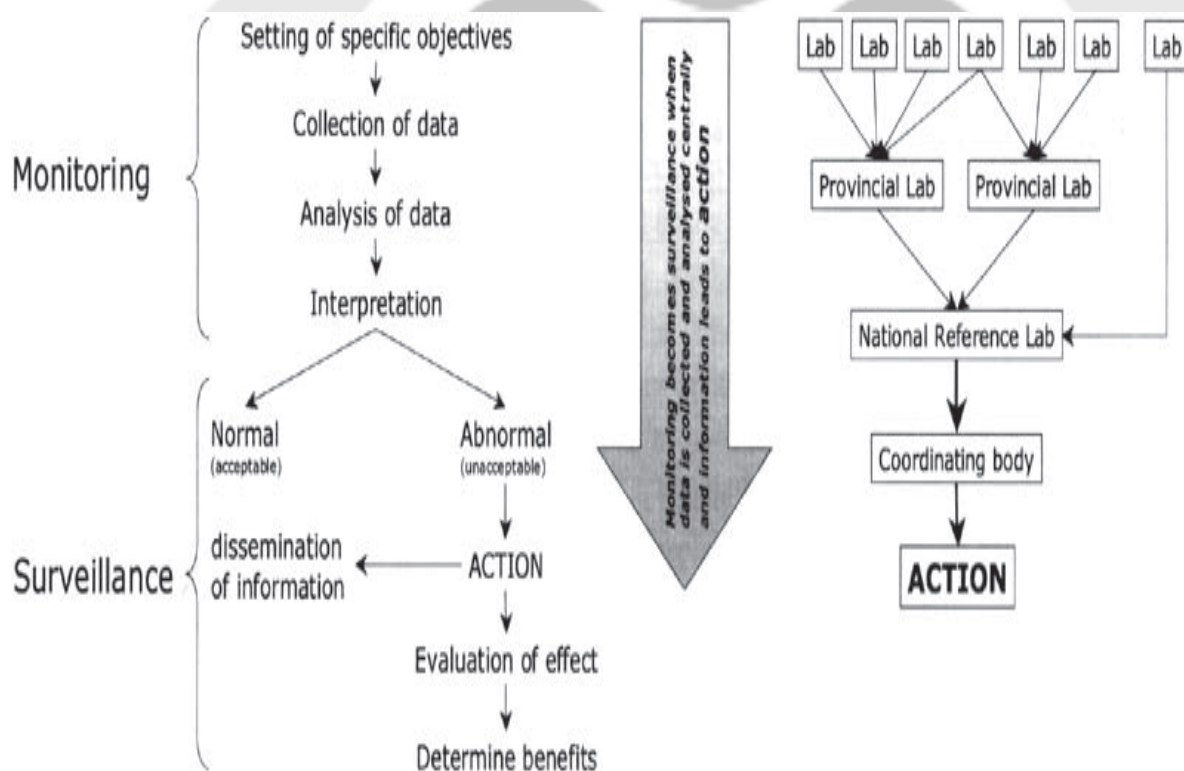 Monitoring
Setting of specific objectives
Collection of data
Analysis of data
Interpretation
Surveillance
Normal
(acceptable)
Abnormal
(unacceptable)
dissemination
of information
ACTION
Evaluation of effect
Determine benefits
Monitoring becomes surveillance when
data is collected and analysed centrally
and information leads to action
Lab Lab Lab Lab Lab Lab Lab
Provincial Lab Provincial Lab
National Reference Lab
Coordinating body
ACTION